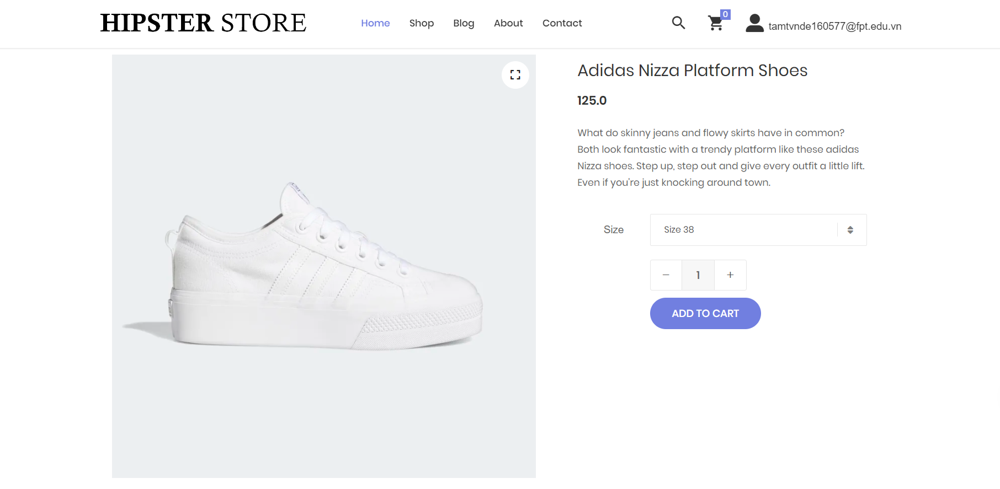 HIPSTER STORE
Home
Shop
Blog
About
Contact
0
tamtvnde160577@fpt.edu.vn
Adidas Nizza Platform Shoes
125.0
What do skinny jeans and flowy skirts have in common?
Both look fantastic with a trendy platform like these adidas
Nizza shoes. Step up, step out and give every outfit a little lift.
Even if you're just knocking around town.
Size
Size 38
− 1 +
ADD TO CART